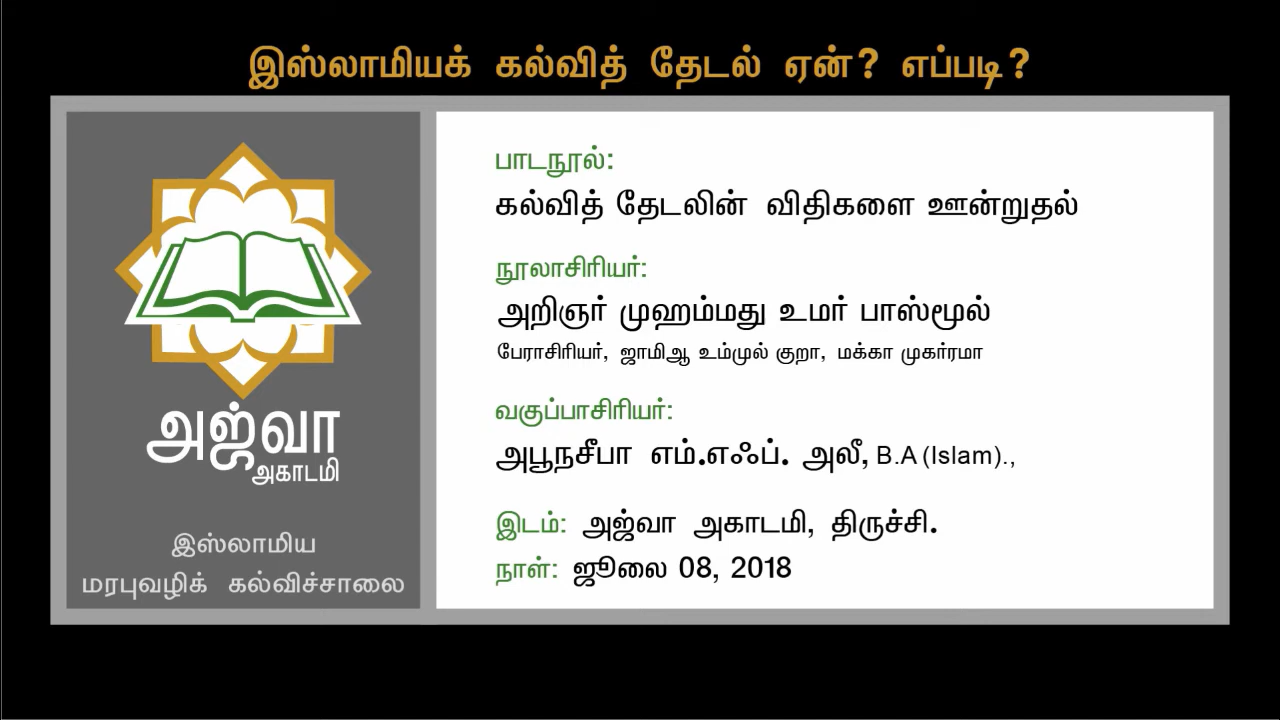 இஸ்லாமியக் கல்வித் தேடல் ஏன்? எப்படி?
அஜ்வா
அகாடமி
இஸ்லாமிய
மரபுவழிக் கல்விச்சாலை
பாடநூல்:
கல்வித் தேடலின் விதிகளை ஊன்றுதல்
நூலாசிரியர்:
அறிஞர் முஹம்மது உமர் பாஸ்மூல்
பேராசிரியர், ஜாமிஆ உம்முல் குறா, மக்கா முகர்ரமா
வகுப்பாசிரியர்:
அபூநசீபா எம்.எஃப். அலீ, B.A (Islam).,
இடம்: அஜ்வா அகாடமி, திருச்சி.
நாள்: ஜூலை 08, 2018